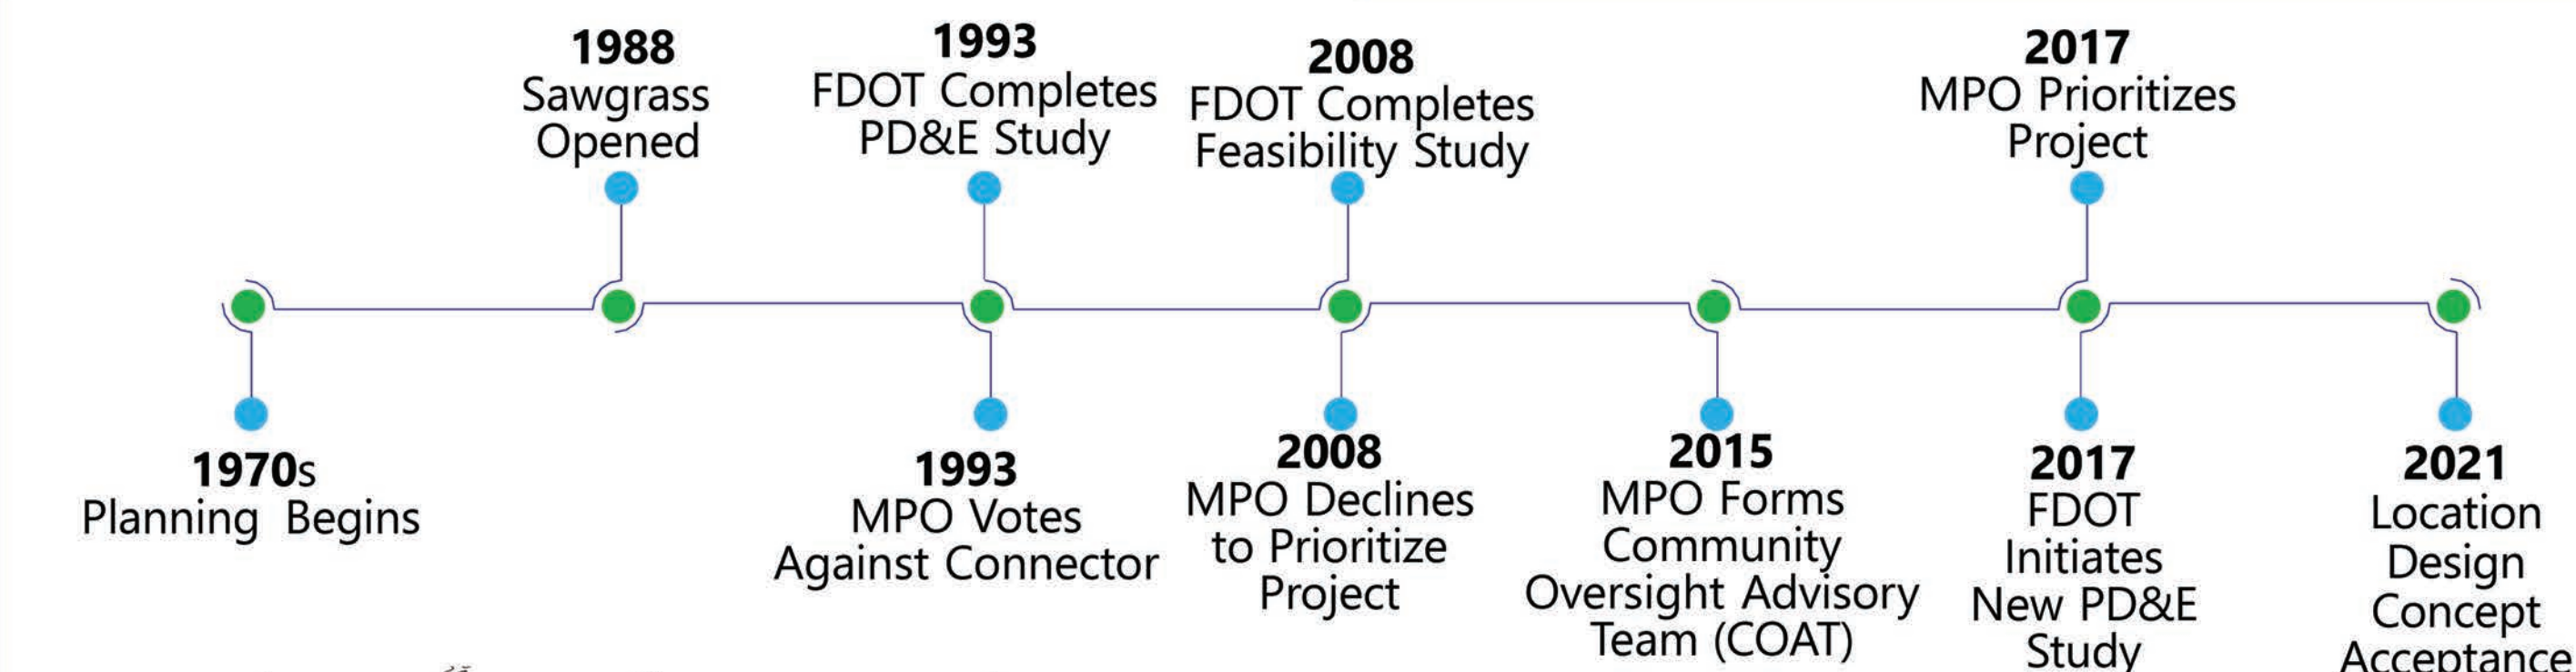 1988
Sawgrass
Opened
1993
FDOT Completes
PD&E Study
2008
FDOT Completes
Feasibility Study
2017
MPO Prioritizes
Project
1970s
Planning Begins
1993
MPO Votes
Against Connector
2008
MPO Declines
to Prioritize
Project
2015
MPO Forms
Community
Oversight Advisory
Team (COAT)
2017
FDOT
Initiates
New PD&E
Study
2021
Location
Design
Concept
Acceptance